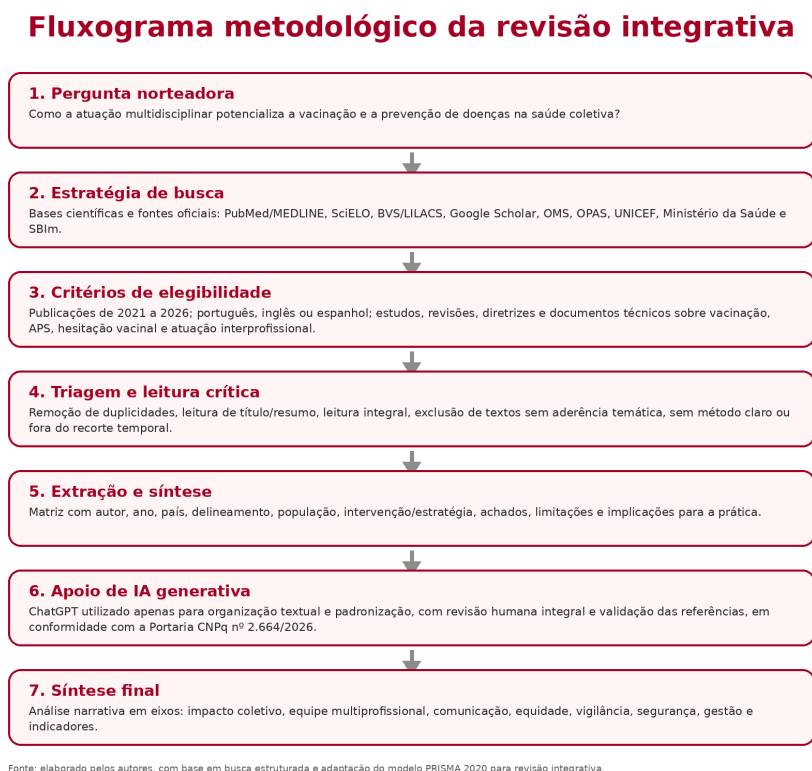 Fluxograma metodológico da revisão integrativa
1. Pergunta norteadora
Como a atuação multidisciplinar potencializa a vacinação e a prevenção de doenças na saúde coletiva?
2. Estratégia de busca
Bases científicas e fontes oficiais: PubMed/MEDLINE, SciELO, BVS/LILACS, Google Scholar, OMS, OPAS, UNICEF, Ministério da Saúde e
SBIm.
3. Critérios de elegibilidade
Publicações de 2021 a 2026; português, inglês ou espanhol; estudos, revisões, diretrizes e documentos técnicos sobre vacinação,
APS, hesitação vacinal e atuação interprofissional.
4. Triagem e leitura crítica
Remoção de duplicidades, leitura de título/resumo, leitura integral, exclusão de textos sem aderência temática, sem método claro ou
fora do recorte temporal.
5. Extração e síntese
Matriz com autor, ano, país, delineamento, população, intervenção/estratégia, achados, limitações e implicações para a prática.
6. Apoio de IA generativa
ChatGPT utilizado apenas para organização textual e padronização, com revisão humana integral e validação das referências, em
conformidade com a Portaria CNPq nº 2.664/2026.
7. Síntese final
Análise narrativa em eixos: impacto coletivo, equipe multiprofissional, comunicação, equidade, vigilância, segurança, gestão e
indicadores.
Fonte: elaborado pelos autores, com base em busca estruturada e adaptação do modelo PRISMA 2020 para revisão integrativa.